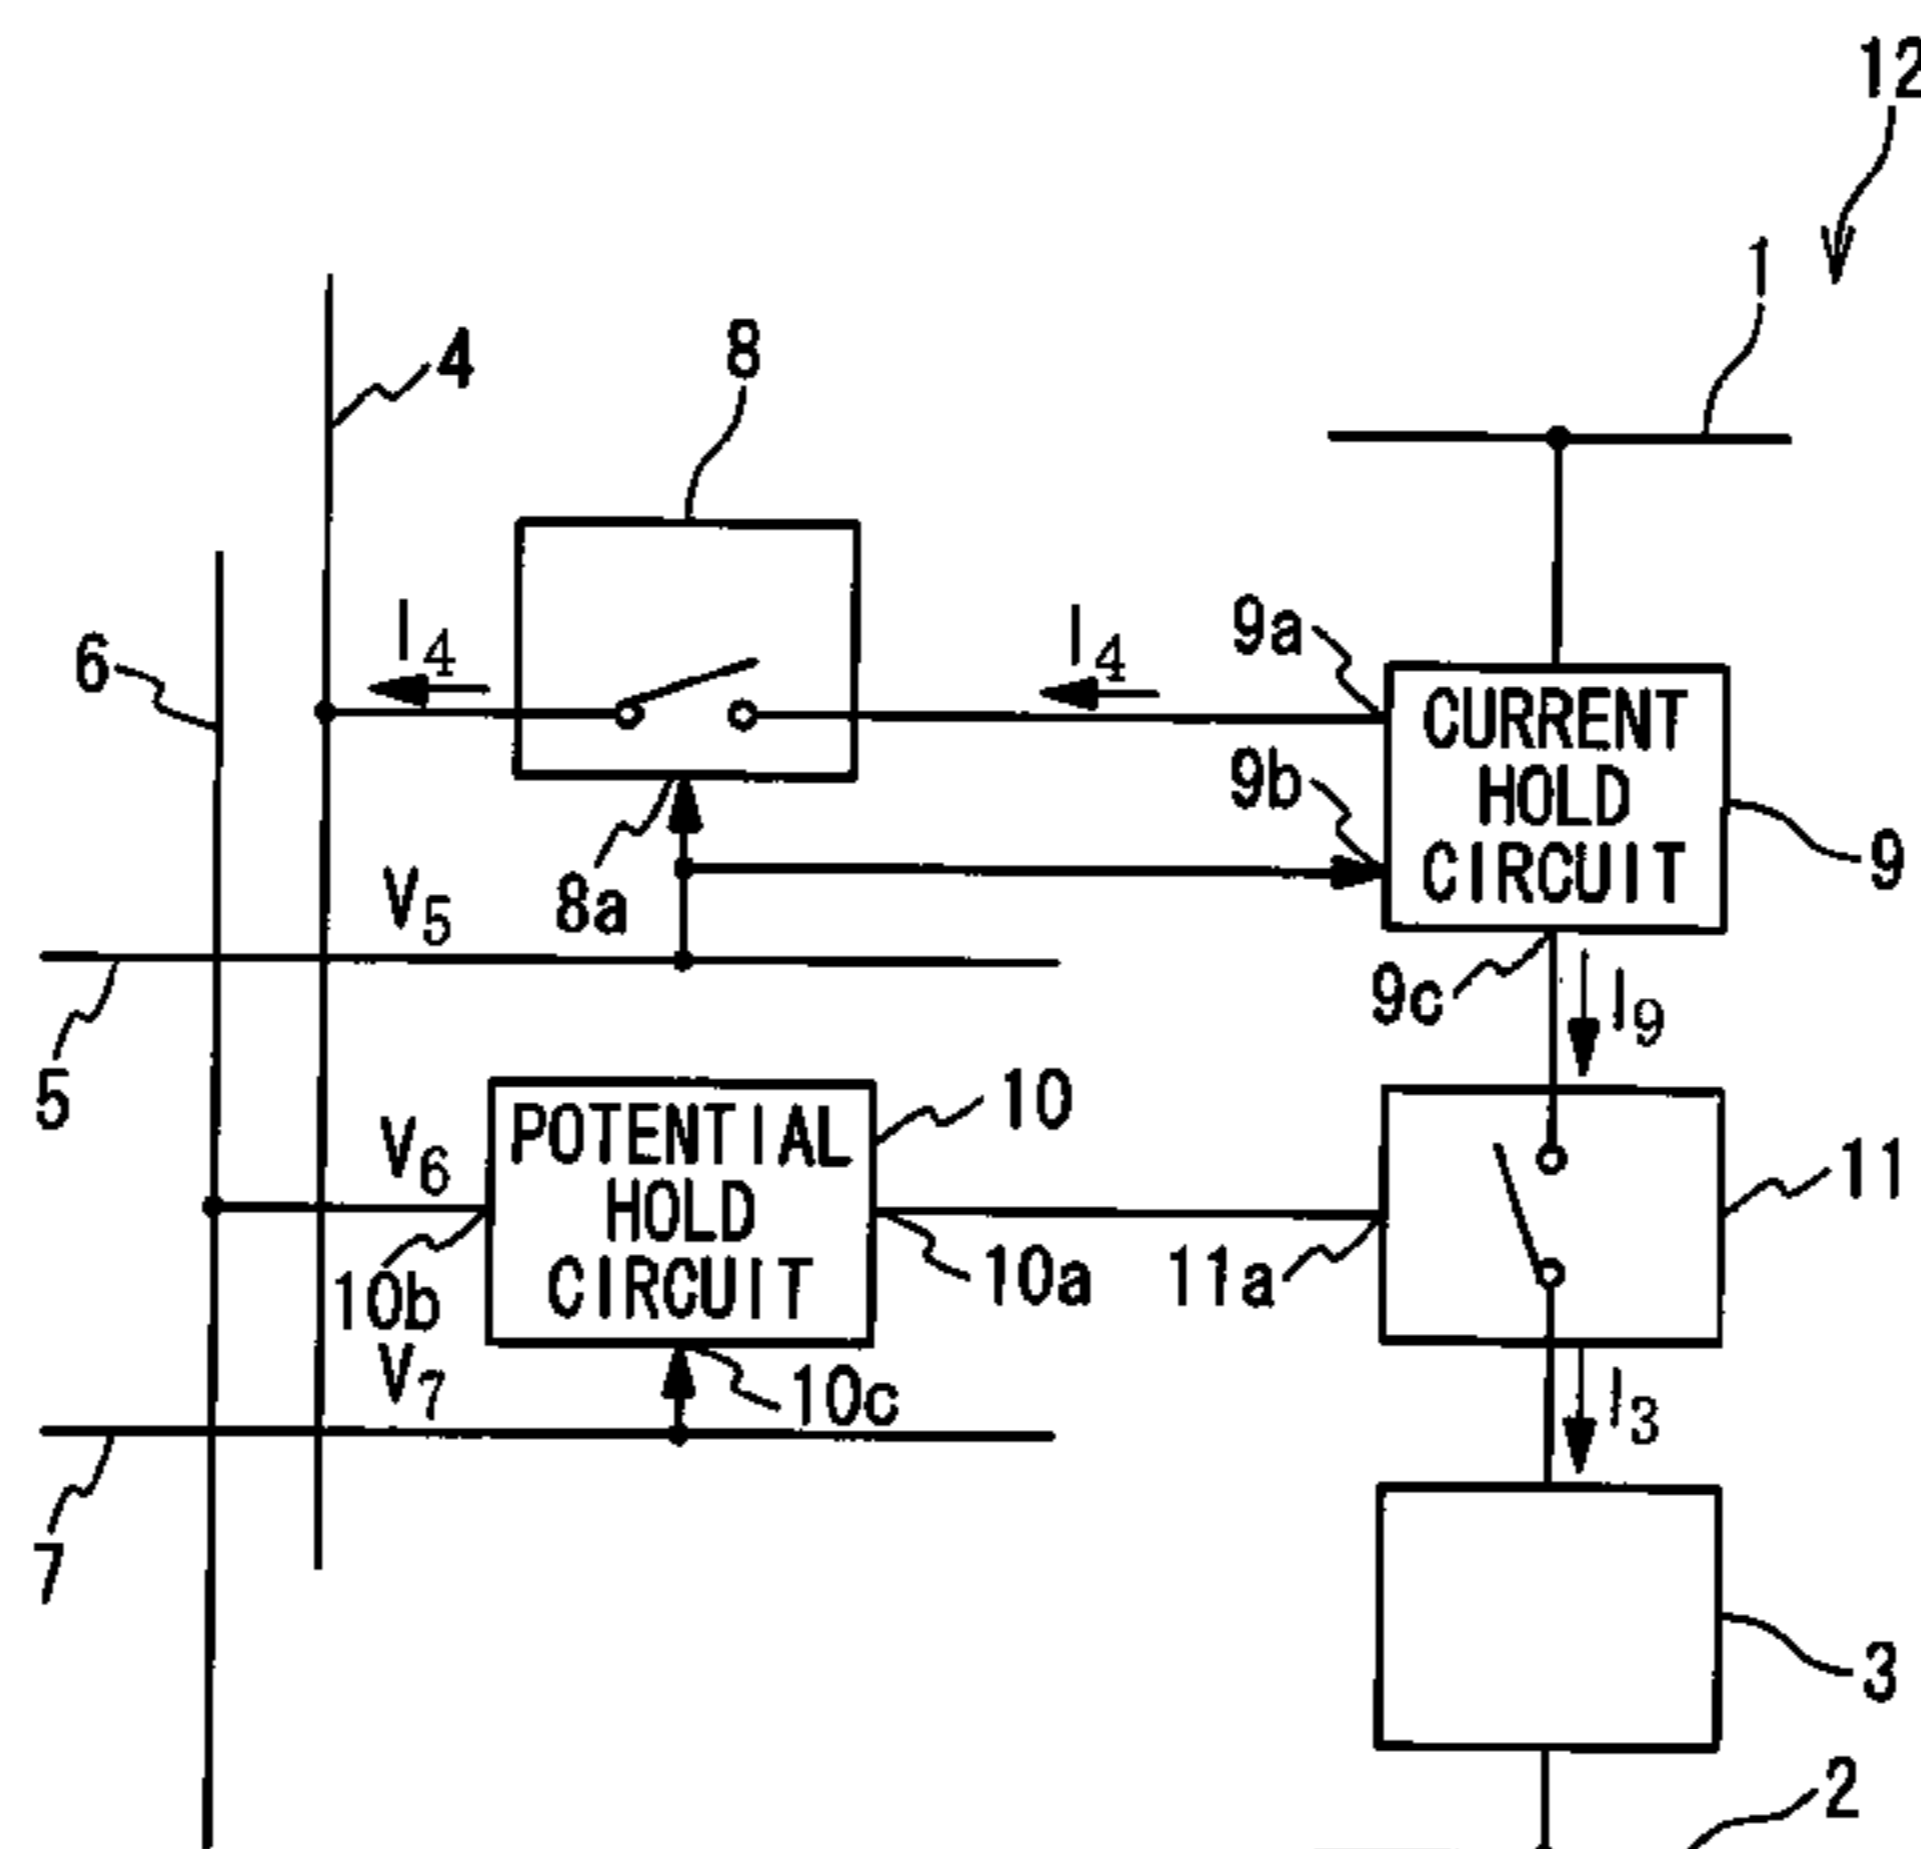 12
1
4
8
I4
I4
9a
6
CURRENT
HOLD
CIRCUIT
9b
9
8a
V5
9c
I9
5
10
POTENTIAL
HOLD
CIRCUIT
V6
11
10b
10a
11a
V7
10c
I3
7
3
2